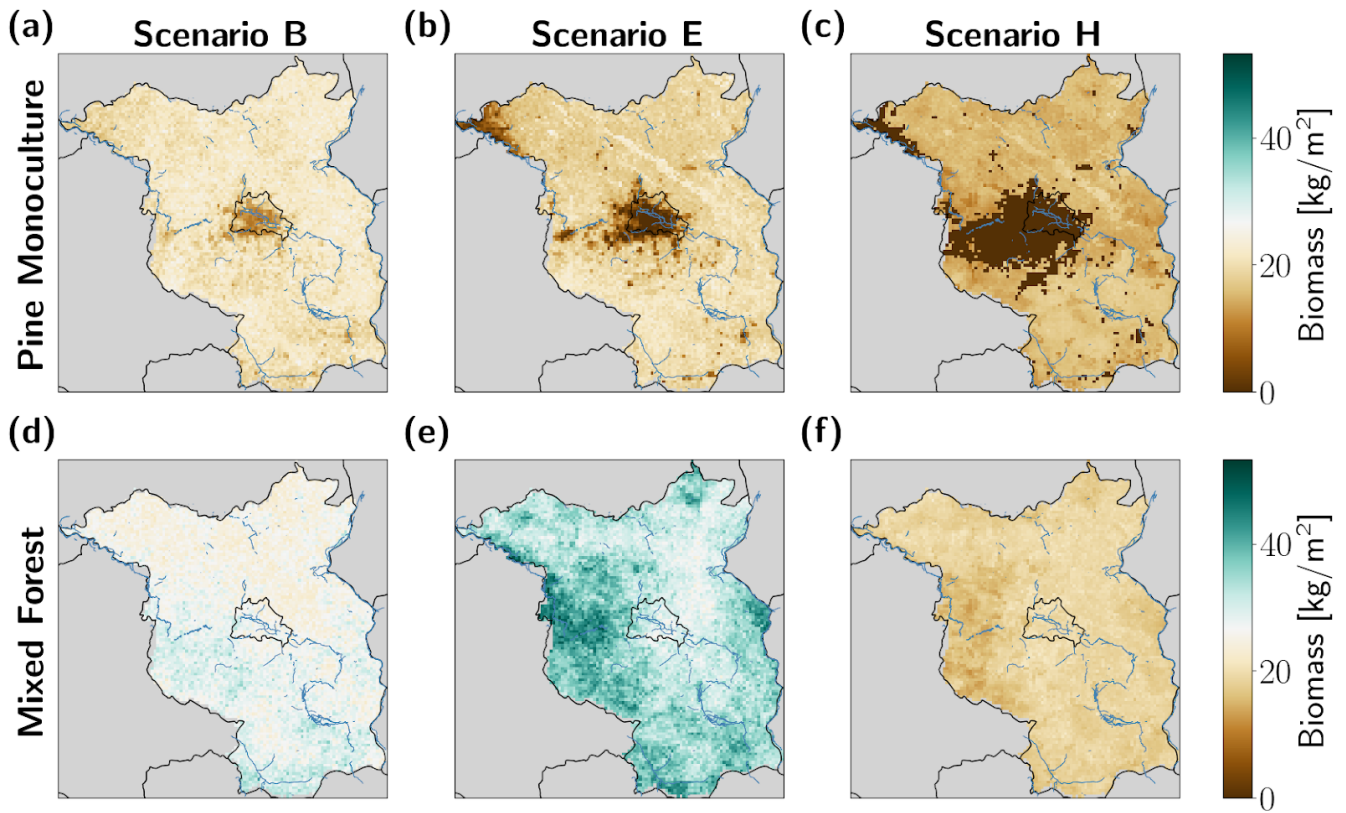 (a) Scenario B
(b) Scenario E
(c) Scenario H
Pine Monoculture
40
20
0
Biomass [kg/m²]
(d)
(e)
(f)
Mixed Forest
40
20
0
Biomass [kg/m²]